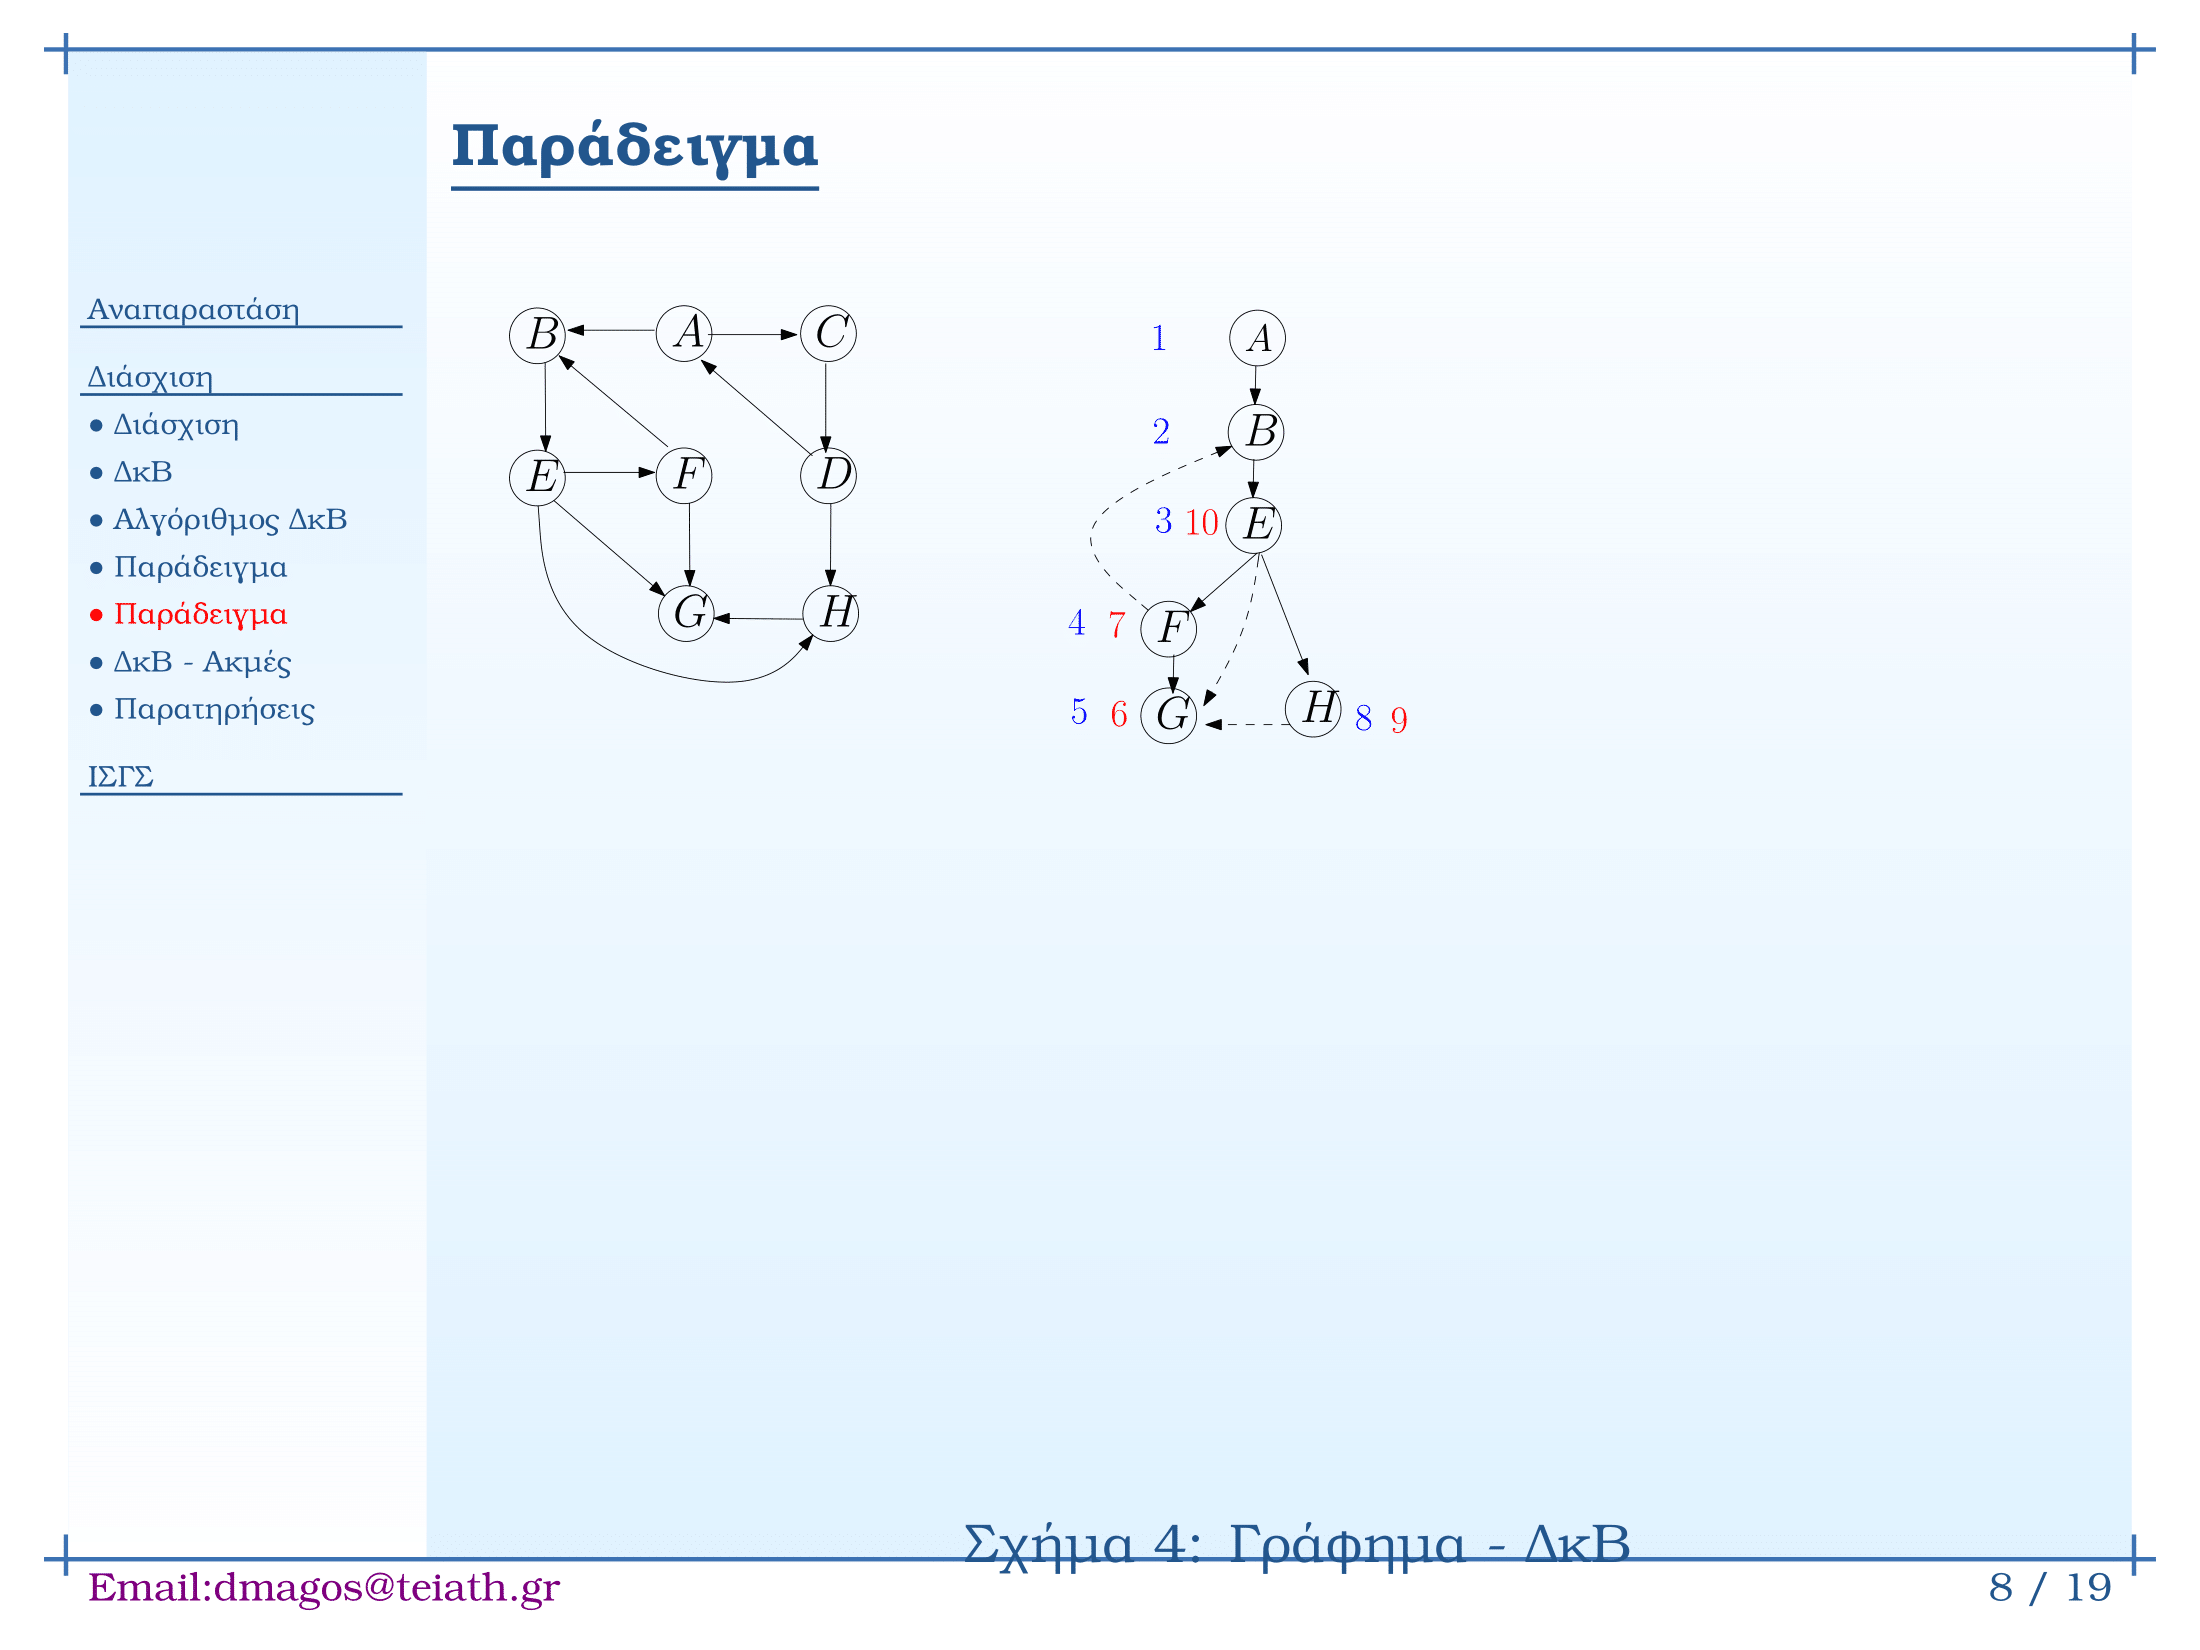 Παράδειγμα
Αναπαραστάση
Διάσχιση
● Διάσχιση
● ΔκΒ
● Αλγόριθμος ΔκΒ
● Παράδειγμα
● Παράδειγμα
● ΔκΒ - Ακμές
● Παρατηρήσεις
ΙΣΓΣ
B A C
E F D
G H
1 A
2 B
3 10 E
4 7 F
5 6 G H 8 9
Σχήμα 4: Γράφημα - ΔκΒ
Email:dmagos@teiath.gr
8 / 19